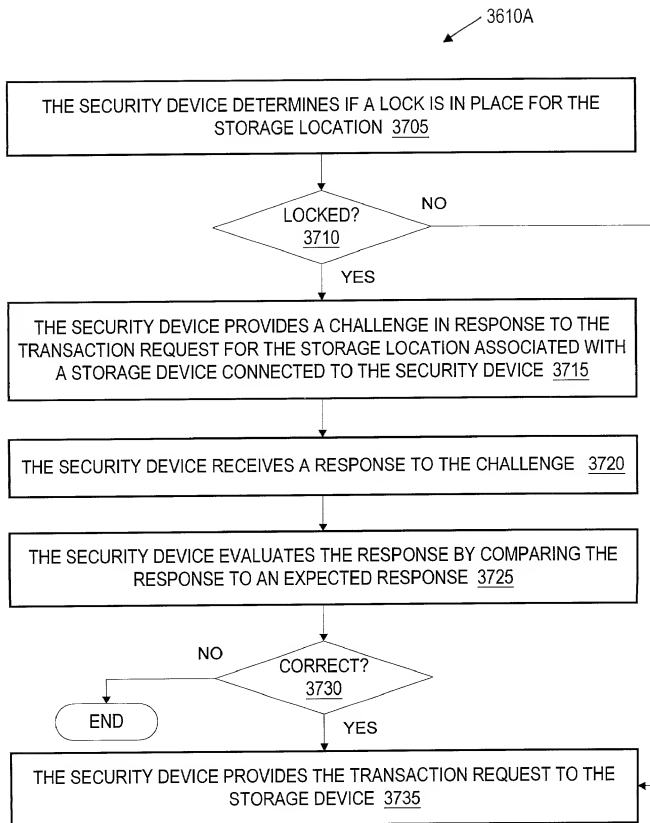 3610A
THE SECURITY DEVICE DETERMINES IF A LOCK IS IN PLACE FOR THE
STORAGE LOCATION 3705
LOCKED?
3710
NO
YES
THE SECURITY DEVICE PROVIDES A CHALLENGE IN RESPONSE TO THE
TRANSACTION REQUEST FOR THE STORAGE LOCATION ASSOCIATED WITH
A STORAGE DEVICE CONNECTED TO THE SECURITY DEVICE 3715
THE SECURITY DEVICE RECEIVES A RESPONSE TO THE CHALLENGE 3720
THE SECURITY DEVICE EVALUATES THE RESPONSE BY COMPARING THE
RESPONSE TO AN EXPECTED RESPONSE 3725
NO
CORRECT?
3730
END
YES
THE SECURITY DEVICE PROVIDES THE TRANSACTION REQUEST TO THE
STORAGE DEVICE 3735